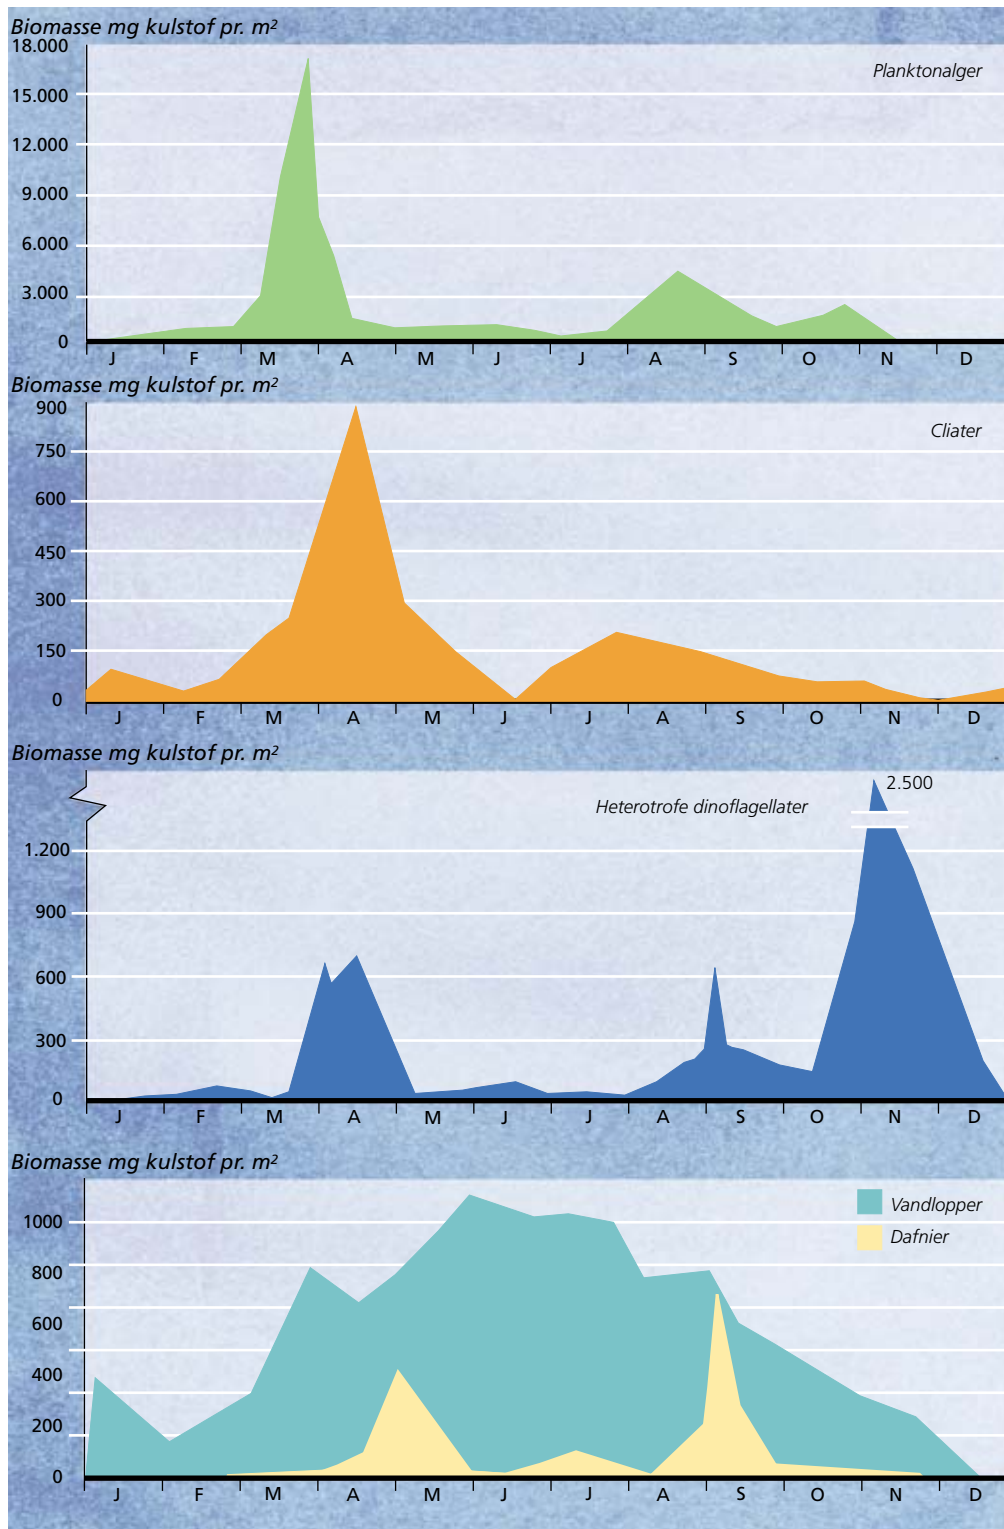 Biomasse mg kulstof pr. m²
18.000
Planktonalger
15.000
12.000
9.000
6.000
3.000
0
J F M A M J J A S O N D
Biomasse mg kulstof pr. m²
900
Cliater
750
600
450
300
150
0
J F M A M J J A S O N D
Biomasse mg kulstof pr. m²
2.500
Heterotrofe dinoflagellater
1.200
900
600
300
0
J F M A M J J A S O N D
Biomasse mg kulstof pr. m²
Vandlopper
1000
Dafnier
800
600
400
200
0
J F M A M J J A S O N D